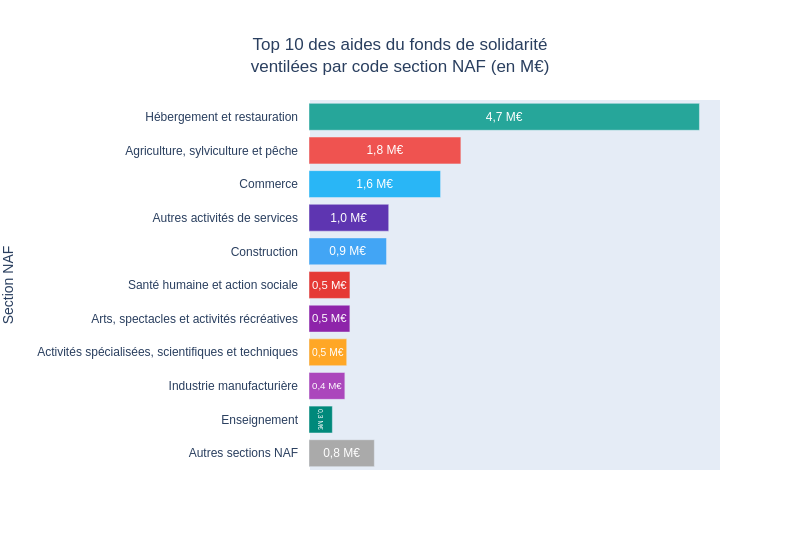 Top 10 des aides du fonds de solidarité
ventilées par code section NAF (en M€)
Section NAF
Hébergement et restauration 4,7 M€
Agriculture, sylviculture et pêche 1,8 M€
Commerce 1,6 M€
Autres activités de services 1,0 M€
Construction 0,9 M€
Santé humaine et action sociale 0,5 M€
Arts, spectacles et activités récréatives 0,5 M€
Activités spécialisées, scientifiques et techniques 0,5 M€
Industrie manufacturière 0,4 M€
Enseignement 0,3 M€
Autres sections NAF 0,8 M€